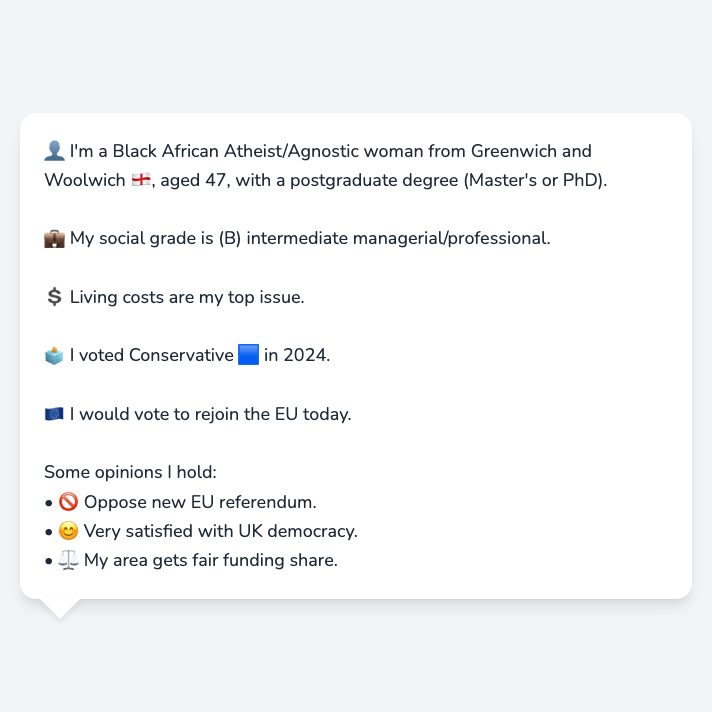 👤 I'm a Black African Atheist/Agnostic woman from Greenwich and
Woolwich 🏴󠁧󠁢󠁥󠁮󠁧󠁿, aged 47, with a postgraduate degree (Master's or PhD).
💼 My social grade is (B) intermediate managerial/professional.
💲 Living costs are my top issue.
🗳️ I voted Conservative 🟦 in 2024.
🇪🇺 I would vote to rejoin the EU today.
Some opinions I hold:
• 🚫 Oppose new EU referendum.
• 😊 Very satisfied with UK democracy.
• ⚖️ My area gets fair funding share.